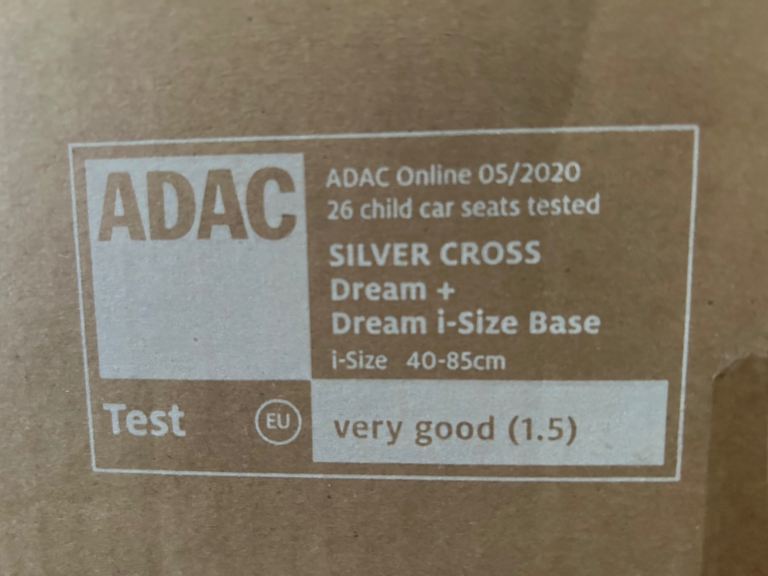 ADAC
ADAC Online 05/2020
26 child car seats tested
SILVER CROSS
Dream +
Dream i-Size Base
i-Size 40-85cm
Test EU very good (1.5)